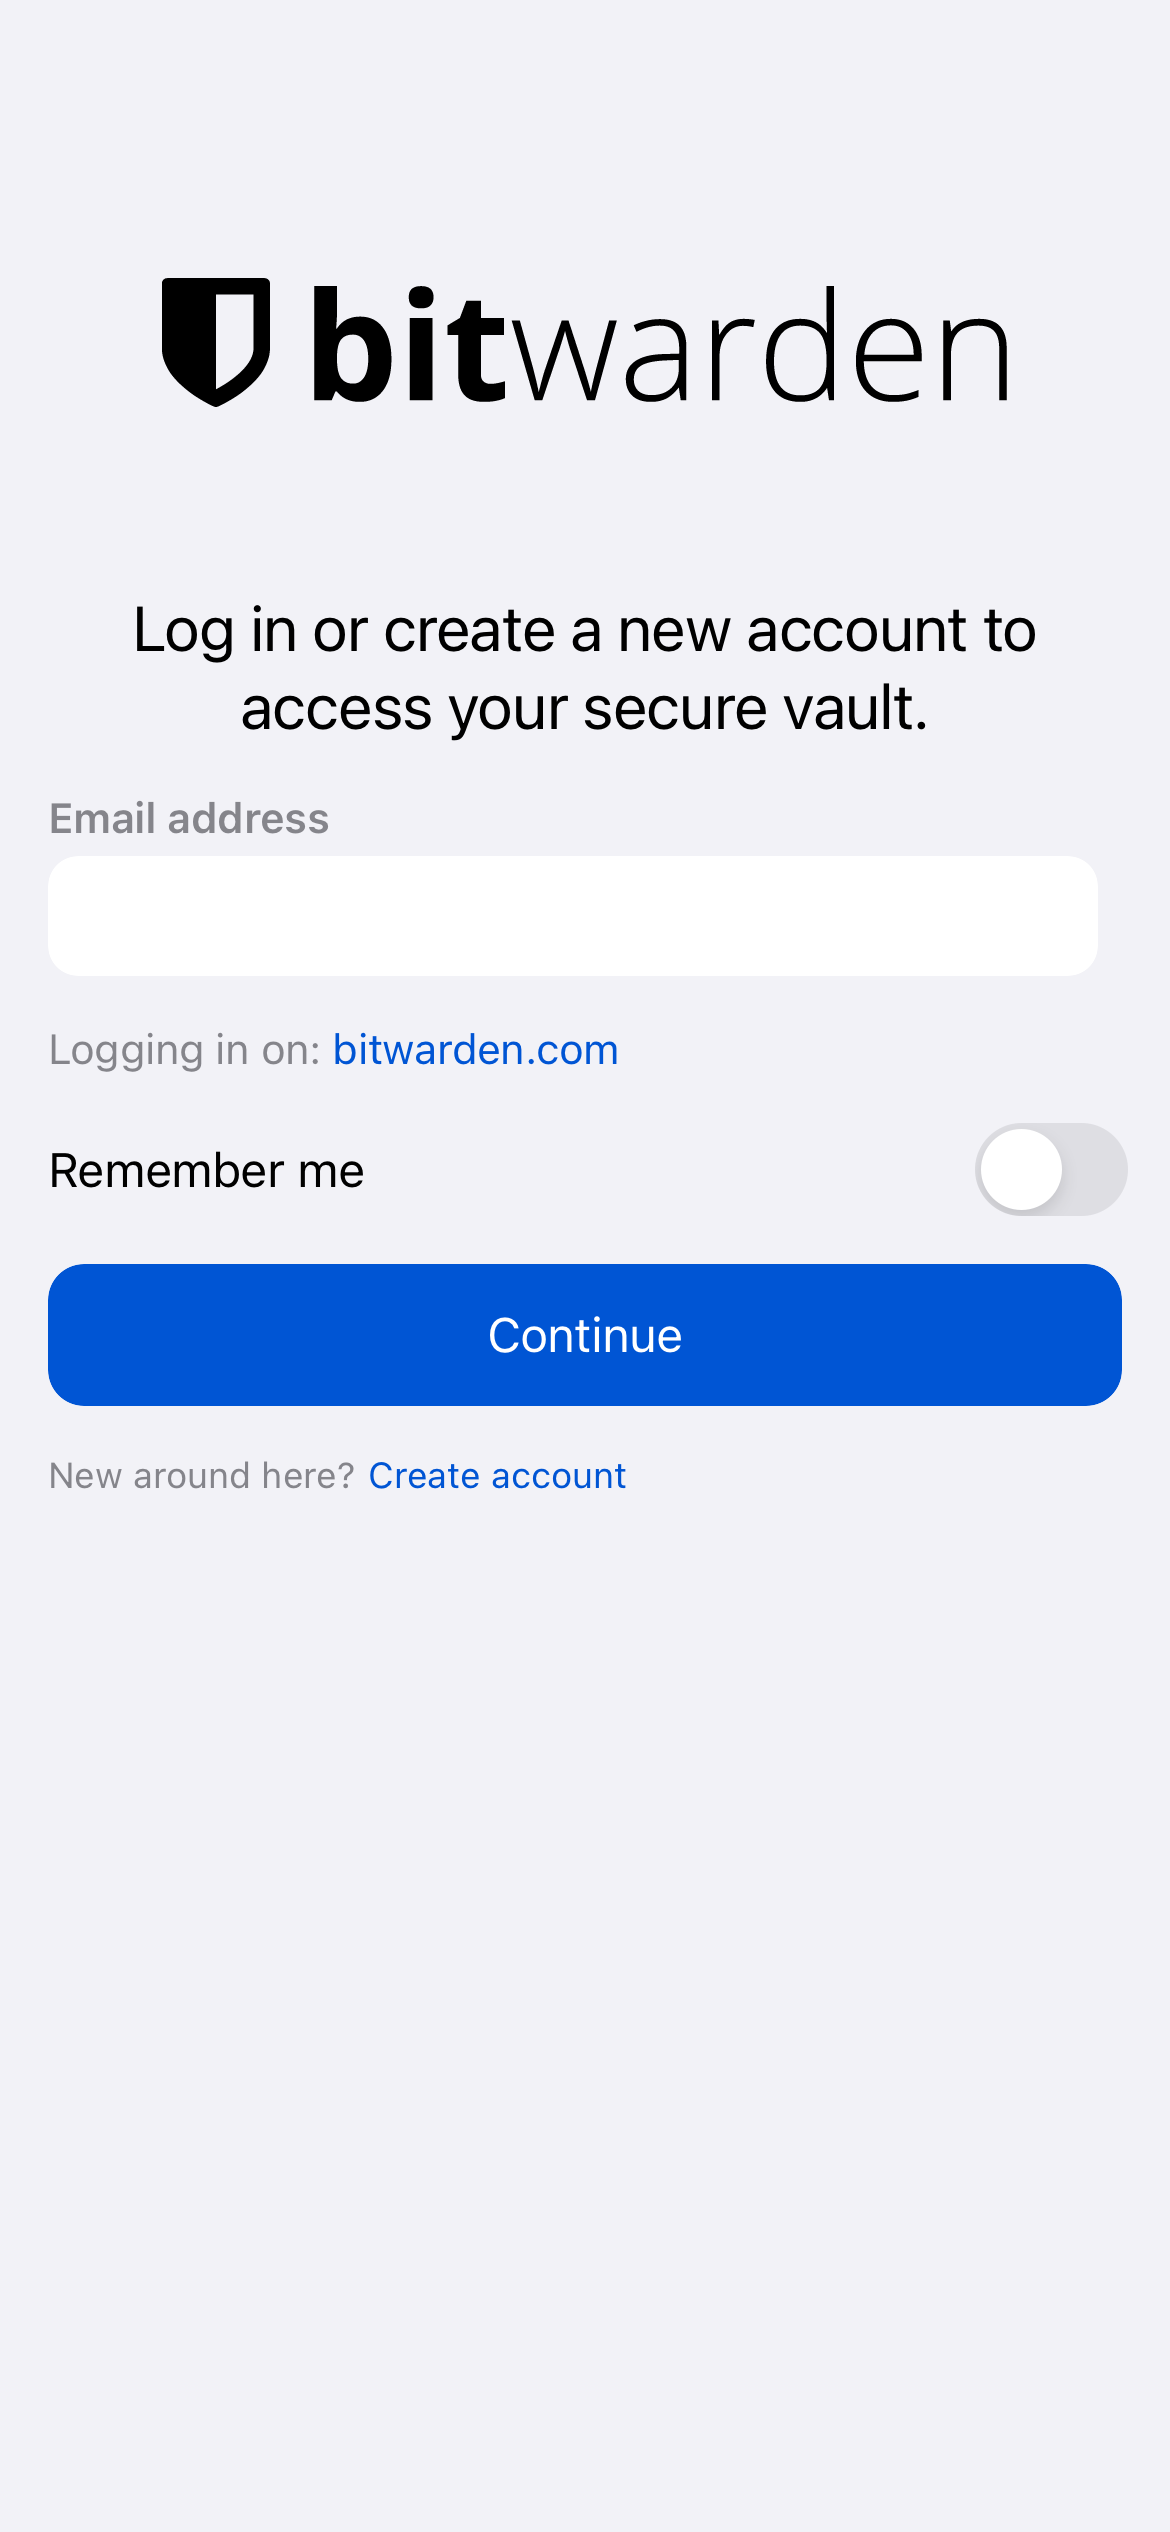 bitwarden
Log in or create a new account to
access your secure vault.
Email address
Logging in on: bitwarden.com
Remember me
Continue
New around here? Create account